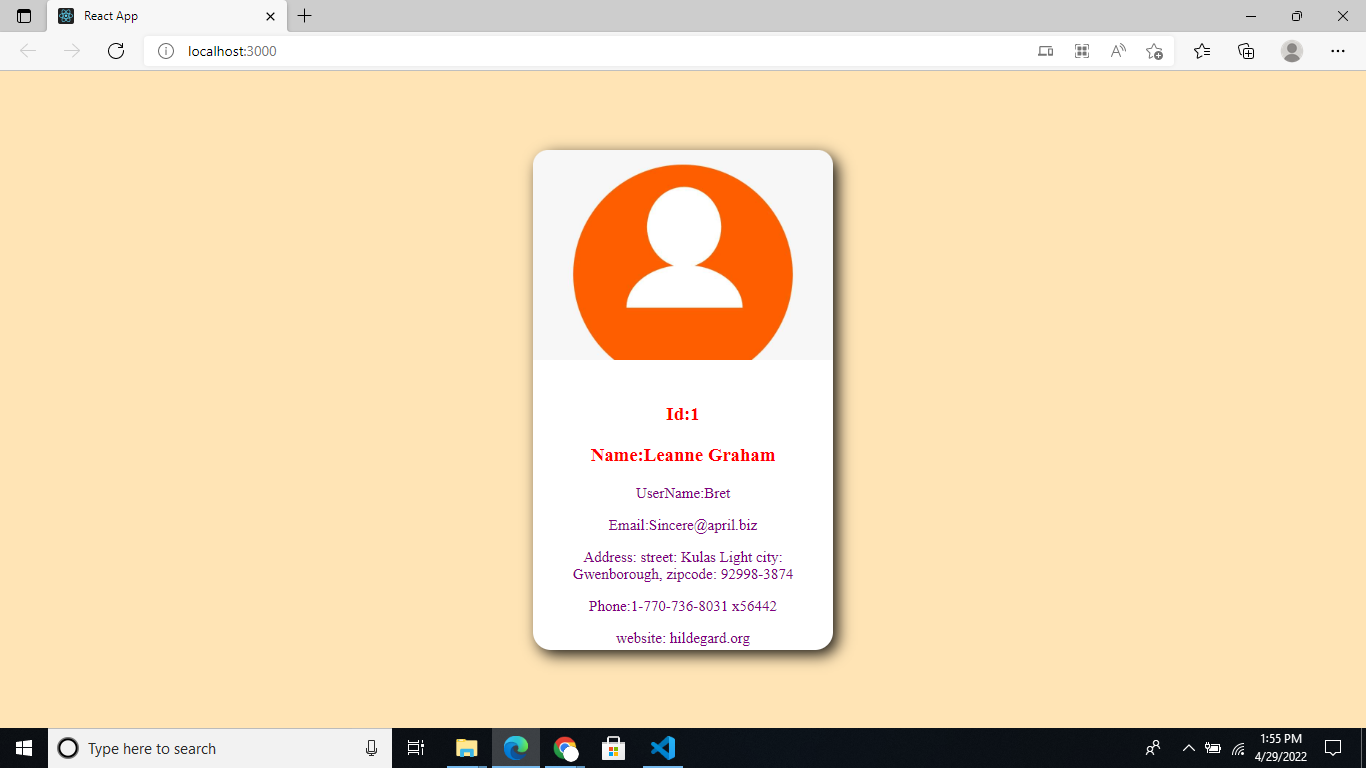 React App
localhost:3000
Id:1
Name:Leanne Graham
UserName:Bret
Email:Sincere@april.biz
Address: street: Kulas Light city:
Gwenborough, zipcode: 92998-3874
Phone:1-770-736-8031 x56442
website: hildegard.org
Type here to search
1:55 PM
4/29/2022